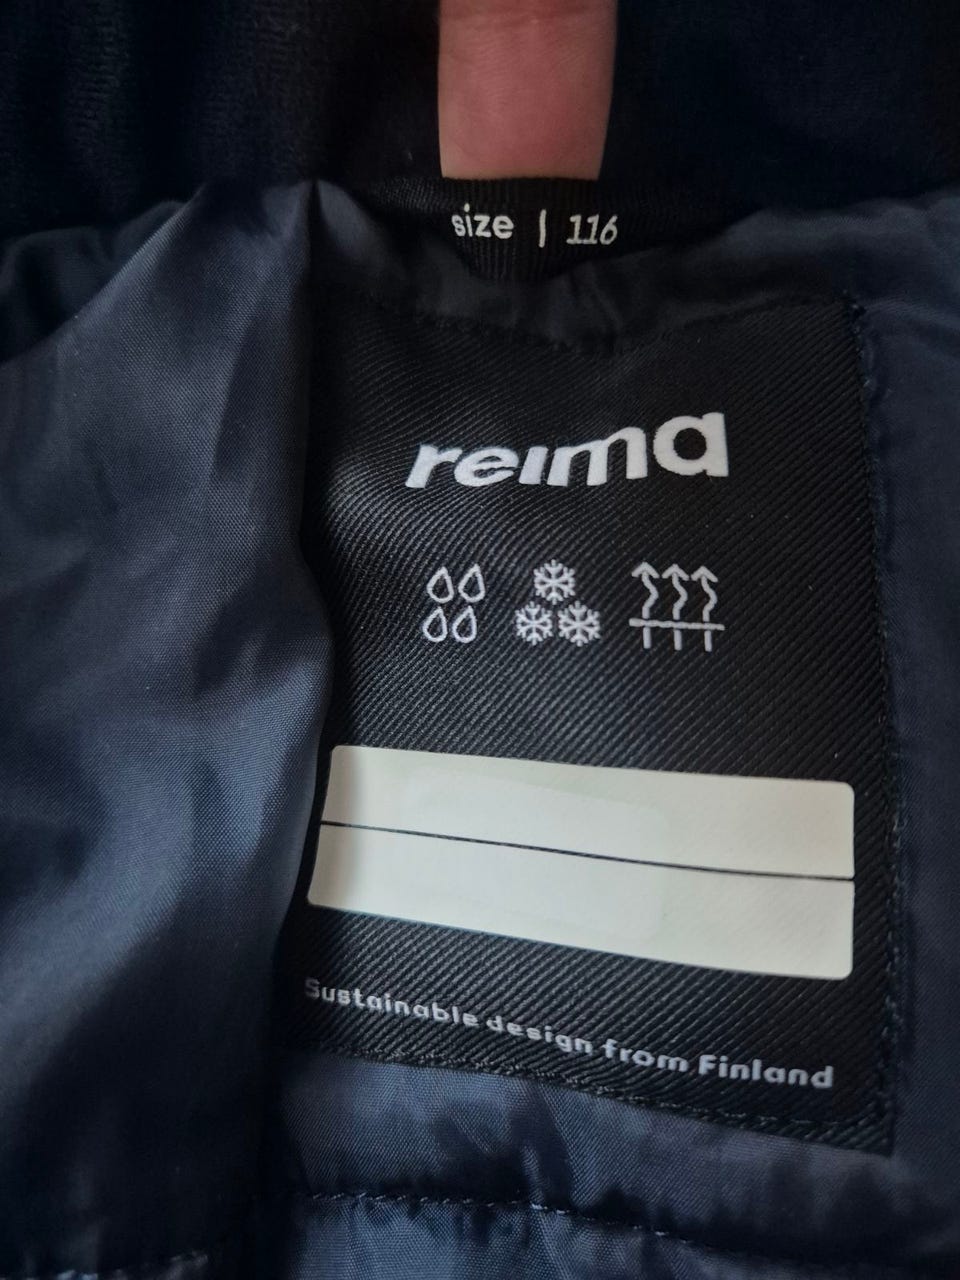 size | 116
reima
Sustainable design from Finland